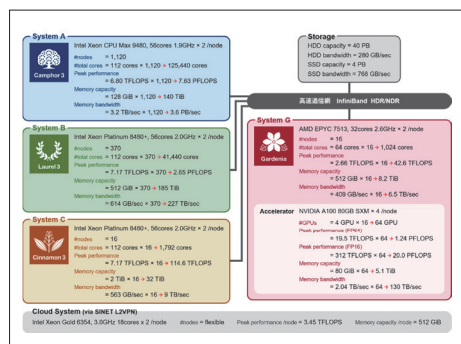 System A
Camphor 3
Intel Xeon CPU Max 9480, 56cores 1.9GHz × 2 /node
#nodes
= 1,120
#total cores = 112 cores × 1,120 → 125,440 cores
Peak performance
= 6.80 TFLOPS × 1,120 → 7.63 PFLOPS
Memory capacity
= 128 GiB × 1,120 → 140 TiB
Memory bandwidth
= 3.2 TB/sec × 1,120 → 3.6 PB/sec
System B
Laurel 3
Intel Xeon Platinum 8480+, 56cores 2.0GHz × 2 /node
#nodes
= 370
#total cores = 112 cores × 370 → 41,440 cores
Peak performance
= 7.17 TFLOPS × 370 → 2.65 PFLOPS
Memory capacity
= 512 GiB × 370 → 185 TiB
Memory bandwidth
= 614 GB/sec × 370 → 227 TB/sec
System C
Cinnamon 3
Intel Xeon Platinum 8480+, 56cores 2.0GHz × 2 /node
#nodes
= 16
#total cores = 112 cores × 16 → 1,792 cores
Peak performance
= 7.17 TFLOPS × 16 → 114.6 TFLOPS
Memory capacity
= 2 TiB × 16 → 32 TiB
Memory bandwidth
= 563 GB/sec × 16 → 9 TB/sec
Storage
HDD capacity = 40 PB
HDD bandwidth = 280 GB/sec
SSD capacity = 4 PB
SSD bandwidth = 768 GB/sec
高速通信網 InfiniBand HDR/NDR
System G
Gardenia
AMD EPYC 7513, 32cores 2.6GHz × 2 /node
#nodes
= 16
#total cores = 64 cores × 16 → 1,024 cores
Peak performance
= 2.66 TFLOPS × 16 → 42.6 TFLOPS
Memory capacity
= 512 GiB × 16 → 8.2 TiB
Memory bandwidth
= 409 GB/sec × 16 → 6.5 TB/sec
Accelerator NVIDIA A100 80GB SXM × 4 /node
#GPUs = 4 GPU × 16 → 64 GPU
Peak performance (FP64)
= 19.5 TFLOPS × 64 → 1.24 PFLOPS
Peak performance (FP16)
= 312 TFLOPS × 64 → 20.0 PFLOPS
Memory capacity
= 80 GiB × 64 → 5.1 TiB
Memory bandwidth
= 2.04 TB/sec × 64 → 130 TB/sec
Cloud System (via SINET L2VPN)
Intel Xeon Gold 6354, 3.0GHz 18cores x 2 /node #nodes = flexible Peak performance /node = 3.45 TFLOPS Memory capacity /node = 512 GiB